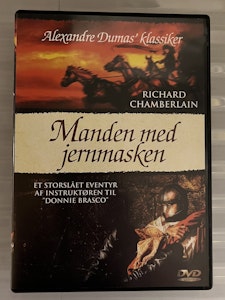 Alexandre Dumas' klassiker
RICHARD
CHAMBERLAIN
Manden med
jernmasken
ET STORSLÅET EVENTYR
AF INSTRUKTØREN TIL
"DONNIE BRASCO"
DVD